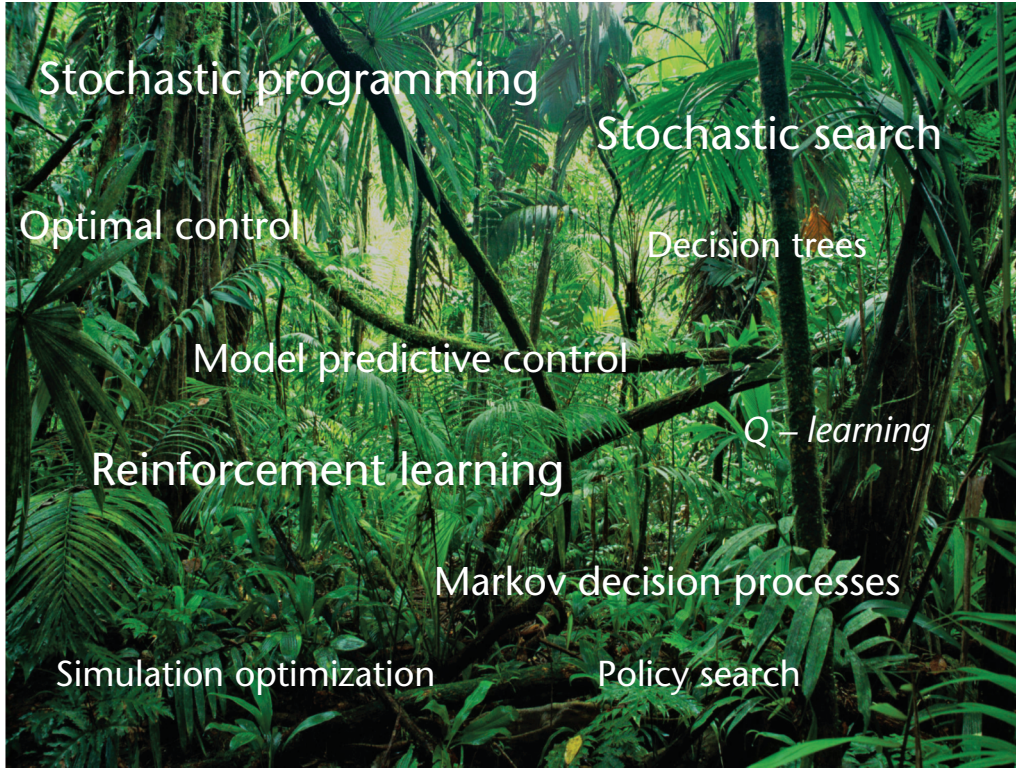 Stochastic programming
Stochastic search
Optimal control
Decision trees
Model predictive control
Q – learning
Reinforcement learning
Markov decision processes
Simulation optimization
Policy search